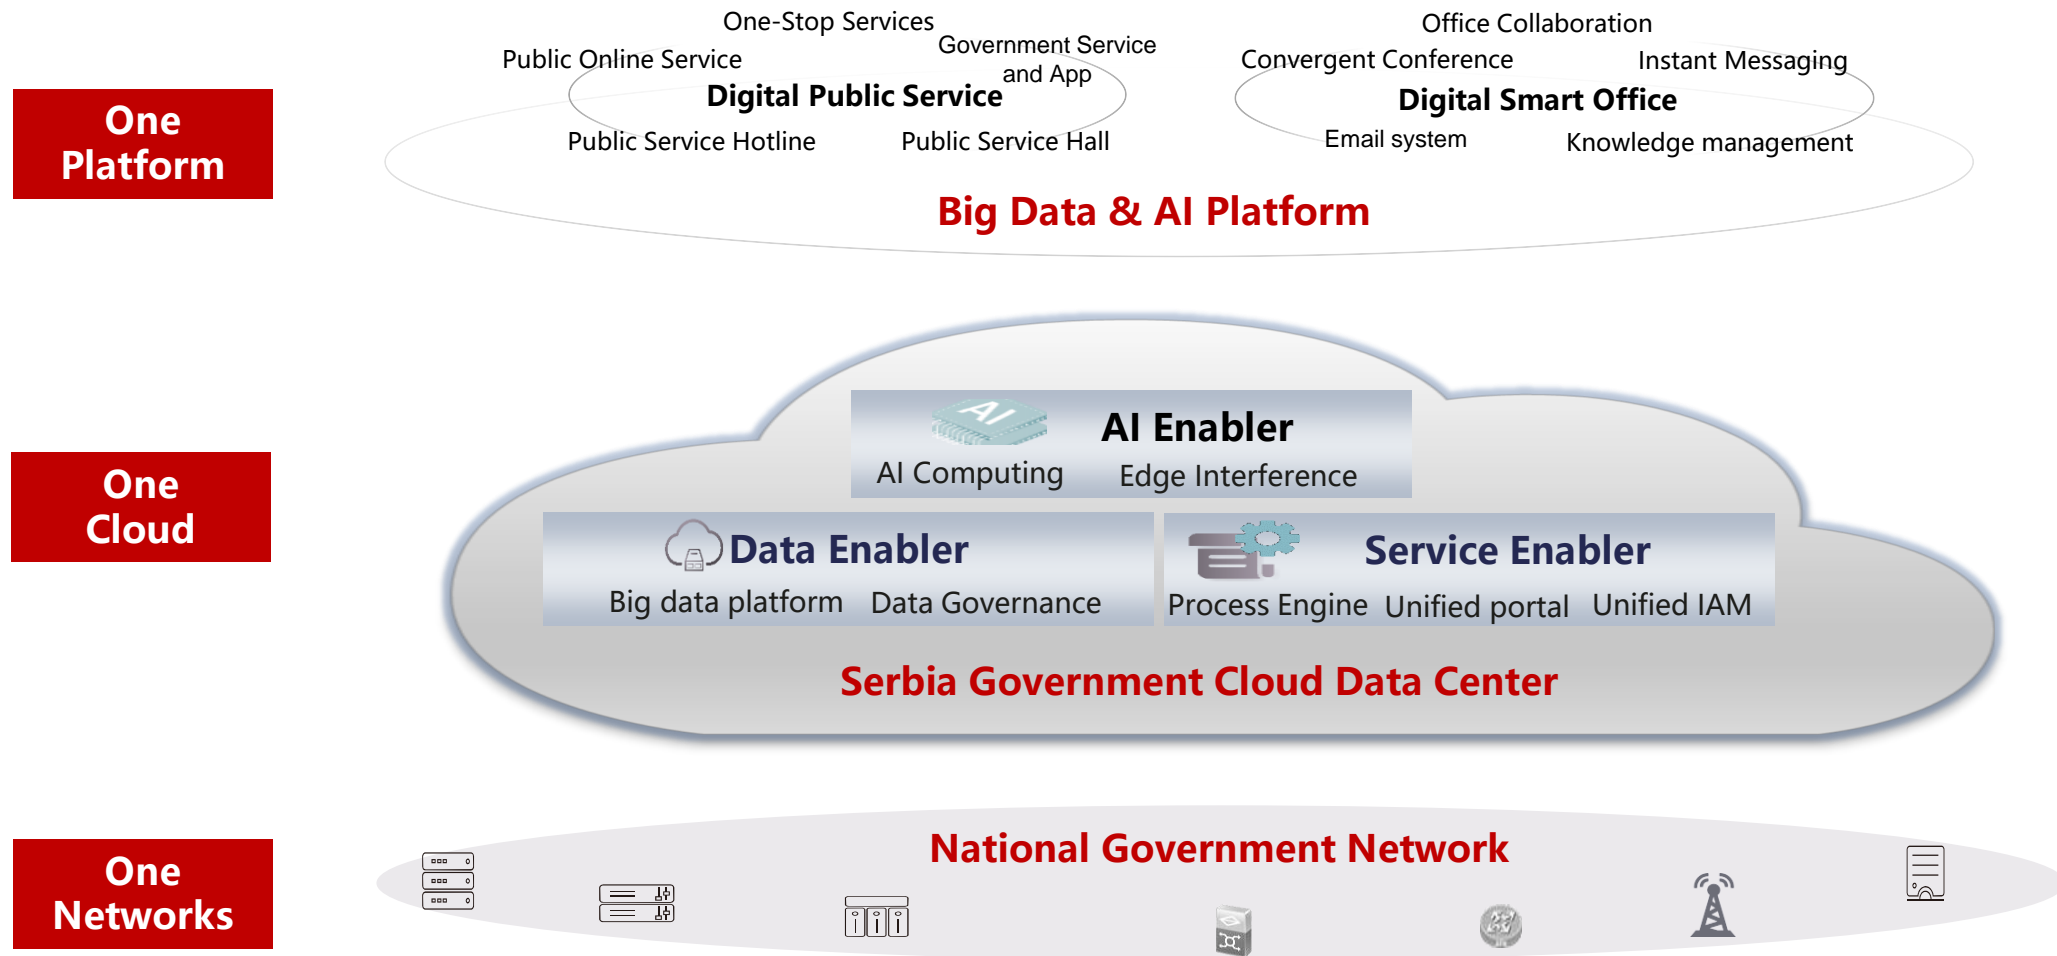 One-Stop Services
Office Collaboration
Public Online Service
Government Service
and App
Convergent Conference
Instant Messaging
One
Platform
Digital Public Service
Digital Smart Office
Public Service Hotline
Public Service Hall
Email system
Knowledge management
Big Data & AI Platform
One
Cloud
AI
AI Enabler
AI Computing
Edge Interference
Data Enabler
Big data platform
Data Governance
Service Enabler
Process Engine
Unified portal
Unified IAM
Serbia Government Cloud Data Center
One
Networks
National Government Network